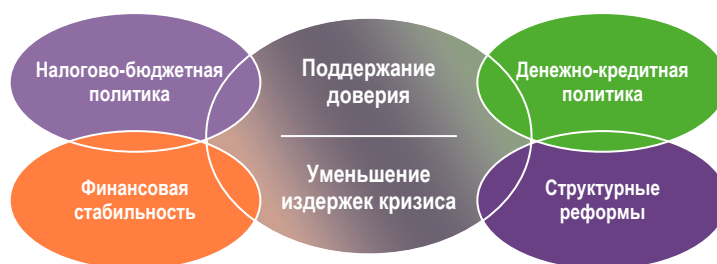 Налогово-бюджетная
политика
Поддержание
доверия
Денежно-кредитная
политика
Финансовая
стабильность
Уменьшение
издержек кризиса
Структурные
реформы